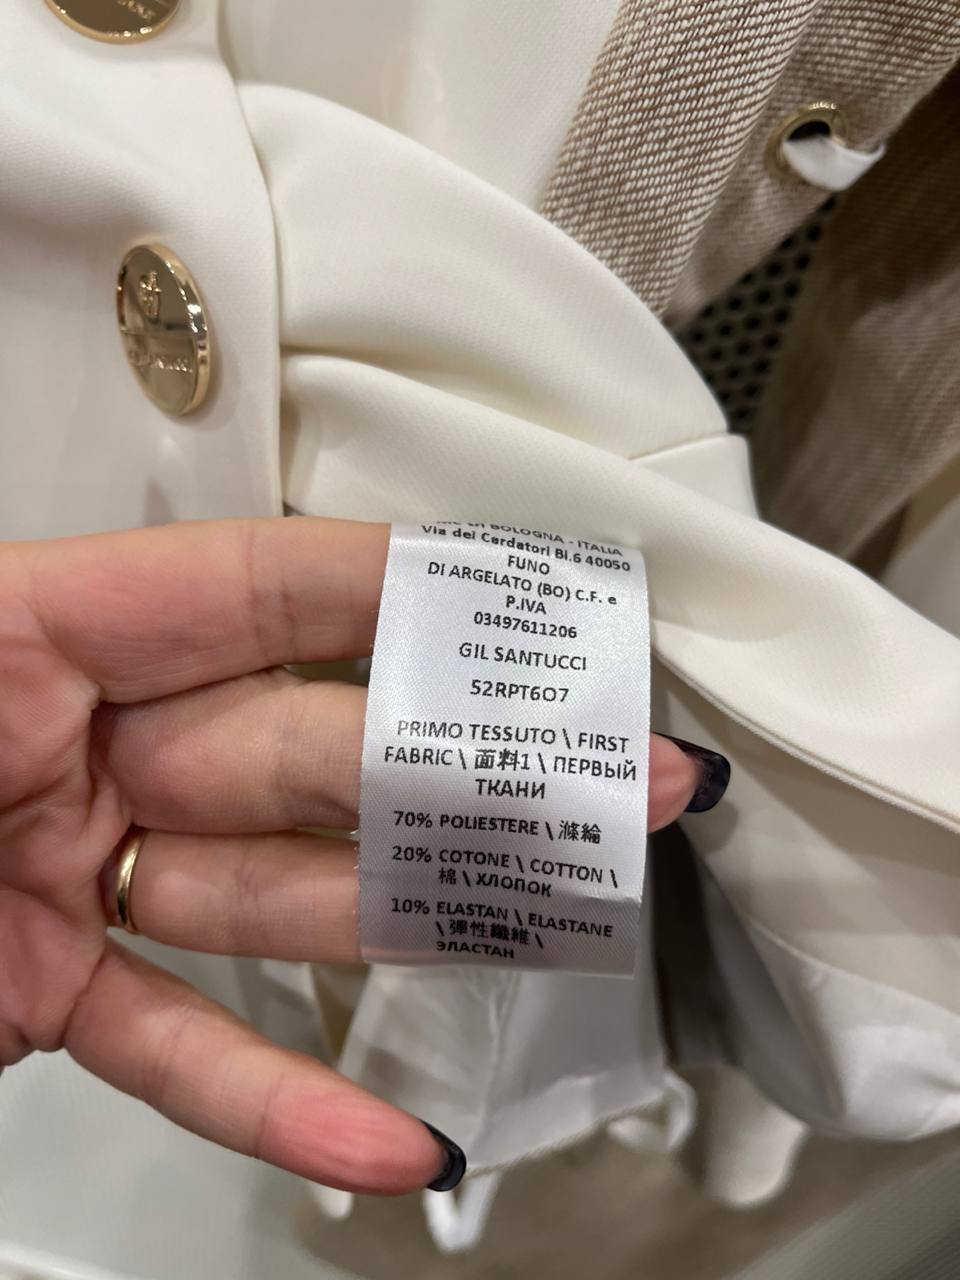 BOLOGNA - ITALIA
Via dei Cardatori Bl.6 40050
FUNO
DI ARGELATO (BO) C.F. e
P.IVA
03497611206
GIL SANTUCCI
52RPT6O7
PRIMO TESSUTO \ FIRST
FABRIC \ 面料1 \ ПЕРВЫЙ
ТКАНИ
70% POLIESTERE \ 滌綸
20% COTONE \ COTTON \
棉 \ ХЛОПОК
10% ELASTAN \ ELASTANE
\ 彈性纖維 \
ЭЛАСТАН